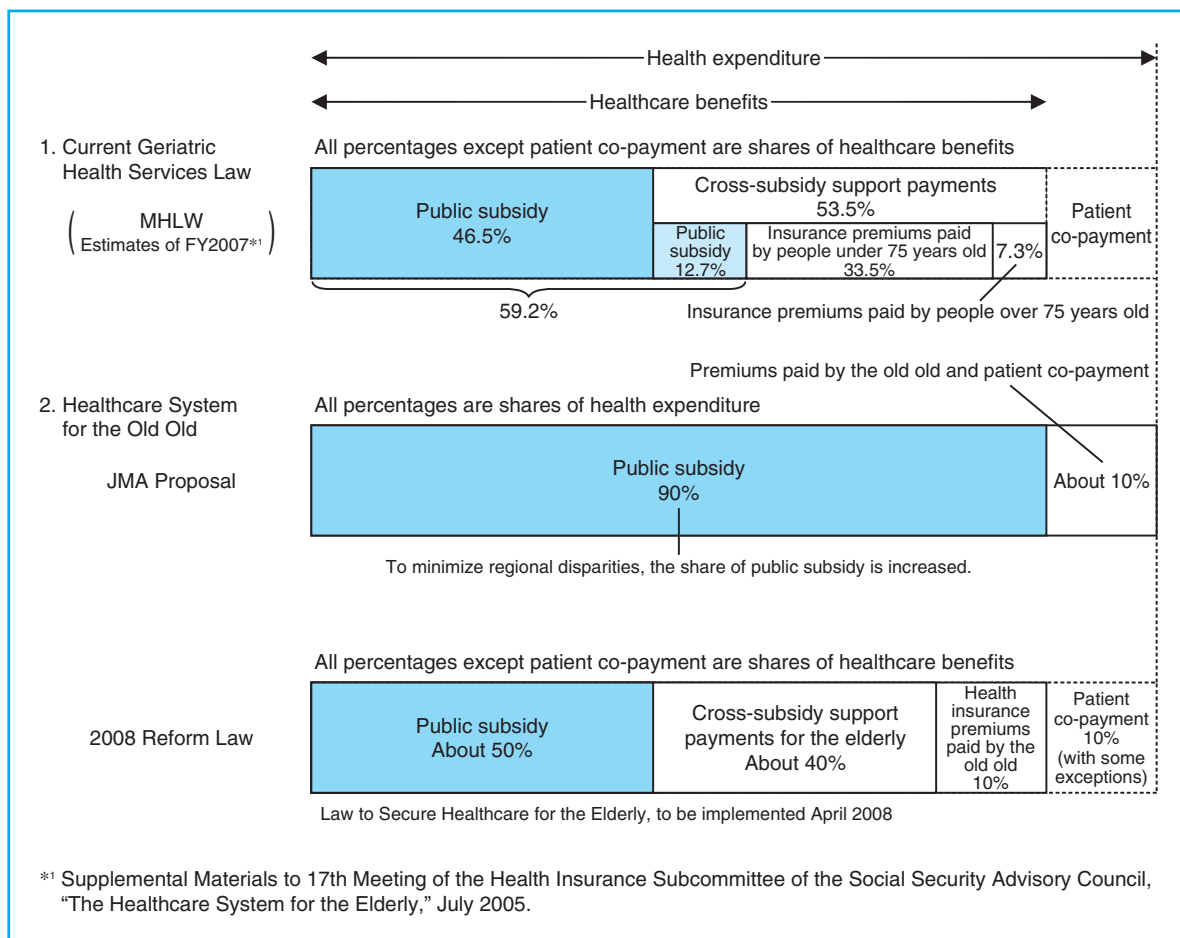 Health expenditure
Healthcare benefits
1. Current Geriatric
Health Services Law
MHLW
Estimates of FY2007*1
All percentages except patient co-payment are shares of healthcare benefits
Public subsidy
46.5%
Cross-subsidy support payments
53.5%
Public
subsidy
12.7%
Insurance premiums paid
by people under 75 years old
33.5%
7.3%
Patient
co-payment
59.2%
Insurance premiums paid by people over 75 years old
Premiums paid by the old old and patient co-payment
2. Healthcare System
for the Old Old
JMA Proposal
All percentages are shares of health expenditure
Public subsidy
90%
About 10%
To minimize regional disparities, the share of public subsidy is increased.
All percentages except patient co-payment are shares of healthcare benefits
2008 Reform Law
Public subsidy
About 50%
Cross-subsidy support
payments for the elderly
About 40%
Health
insurance
premiums
paid by the
old old
10%
Patient
co-payment
10%
(with some
exceptions)
Law to Secure Healthcare for the Elderly, to be implemented April 2008
*1 Supplemental Materials to 17th Meeting of the Health Insurance Subcommittee of the Social Security Advisory Council,
“The Healthcare System for the Elderly,” July 2005.